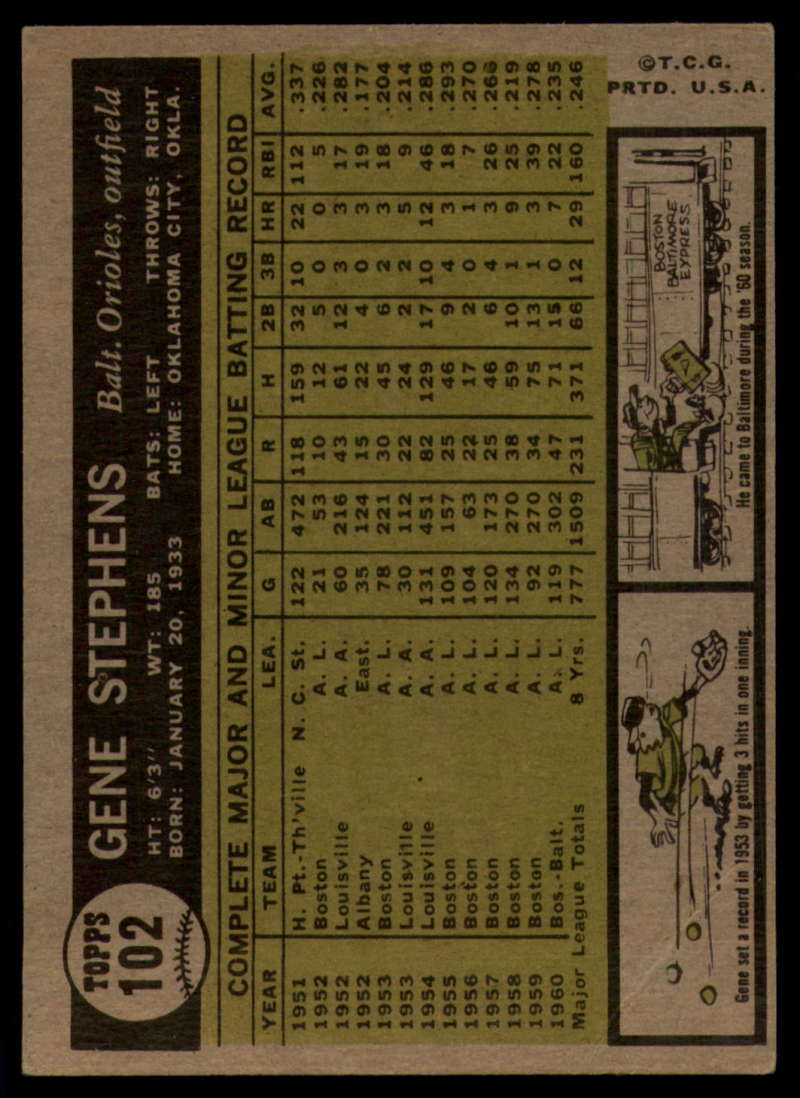 TOPPS
102
GENE STEPHENS Balt. Orioles, outfield
HT: 6'3" WT: 185 BATS: LEFT THROWS: RIGHT
BORN: JANUARY 20, 1933 HOME: OKLAHOMA CITY, OKLA.
COMPLETE MAJOR AND MINOR LEAGUE BATTING RECORD
YEAR TEAM LEA. G AB R H 2B 3B HR RBI AVG.
1951 H. Pt.-Th'ville N. C. St. 122 472 118 159 32 10 22 112 .337
1952 Boston A. L. 21 53 10 12 5 0 0 5 .226
1952 Louisville A. A. 60 216 43 61 12 3 3 17 .282
1952 Albany East. 35 124 15 22 4 0 3 19 .177
1953 Boston A. L. 78 221 30 45 6 2 3 18 .204
1953 Louisville A. A. 30 112 22 24 2 2 5 9 .214
1954 Louisville A. A. 131 451 82 129 17 10 12 46 .286
1955 Boston A. L. 109 157 25 46 9 4 3 18 .293
1956 Boston A. L. 104 63 22 17 2 0 1 7 .270
1957 Boston A. L. 120 173 25 46 6 4 3 26 .266
1958 Boston A. L. 134 270 38 59 10 1 9 25 .219
1959 Boston A. L. 92 270 34 75 13 1 3 39 .278
1960 Bos.-Balt. A. L. 119 302 47 71 15 0 7 22 .235
Major League Totals 8 Yrs. 777 1509 231 371 66 12 29 160 .246
Gene set a record in 1953 by getting 3 hits in one inning.
BOSTON
BALTIMORE
EXPRESS
He came to Baltimore during the '60 season.
©T.C.G.
PRTD. U.S.A.